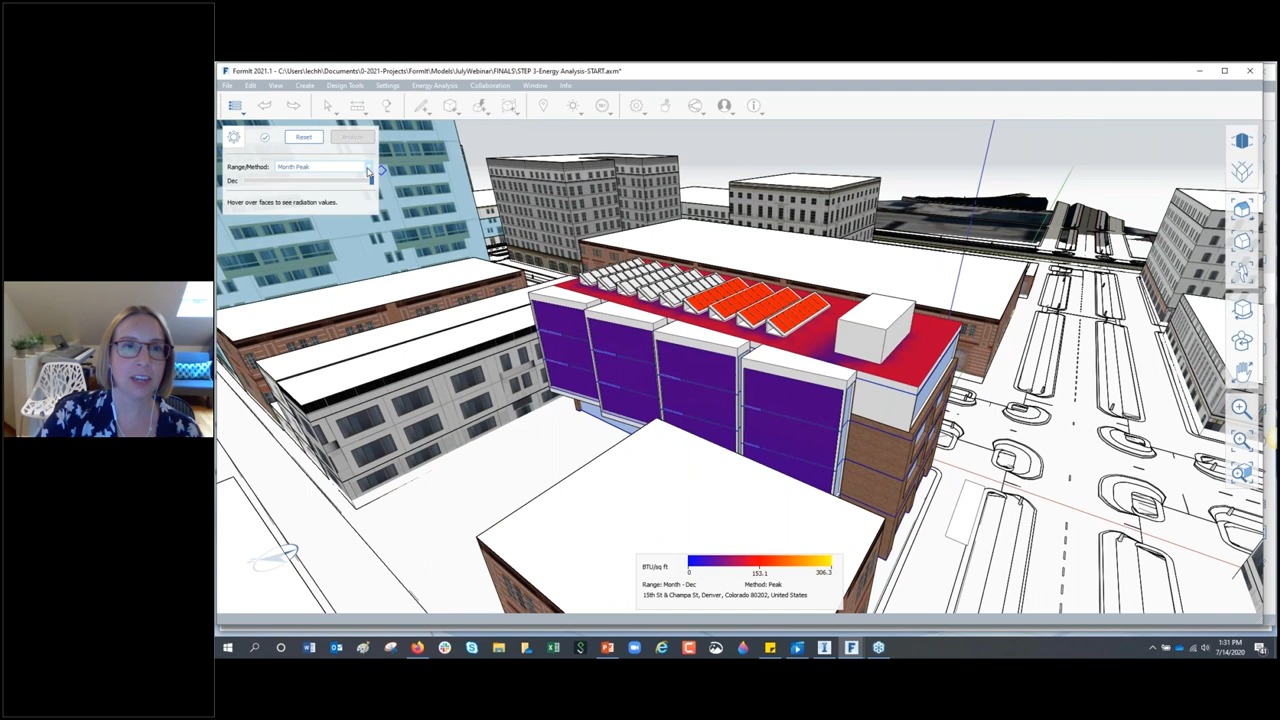 FormIt 2021.1 - C:\Users\lechh\Documents\0-2021-Projects\FormIt\Models\JulyWebinar\FINALS\STEP 3-Energy Analysis-START.axm*
File Edit View Create Design Tools Settings Energy Analysis Collaboration Window Info
Reset Analyze
Range/Method: Month Peak
Dec
Hover over faces to see radiation values.
BTU/sq ft
0 153.1 306.3
Range: Month - Dec Method: Peak
15th St & Champa St, Denver, Colorado 80202, United States
1:31 PM
7/14/2020